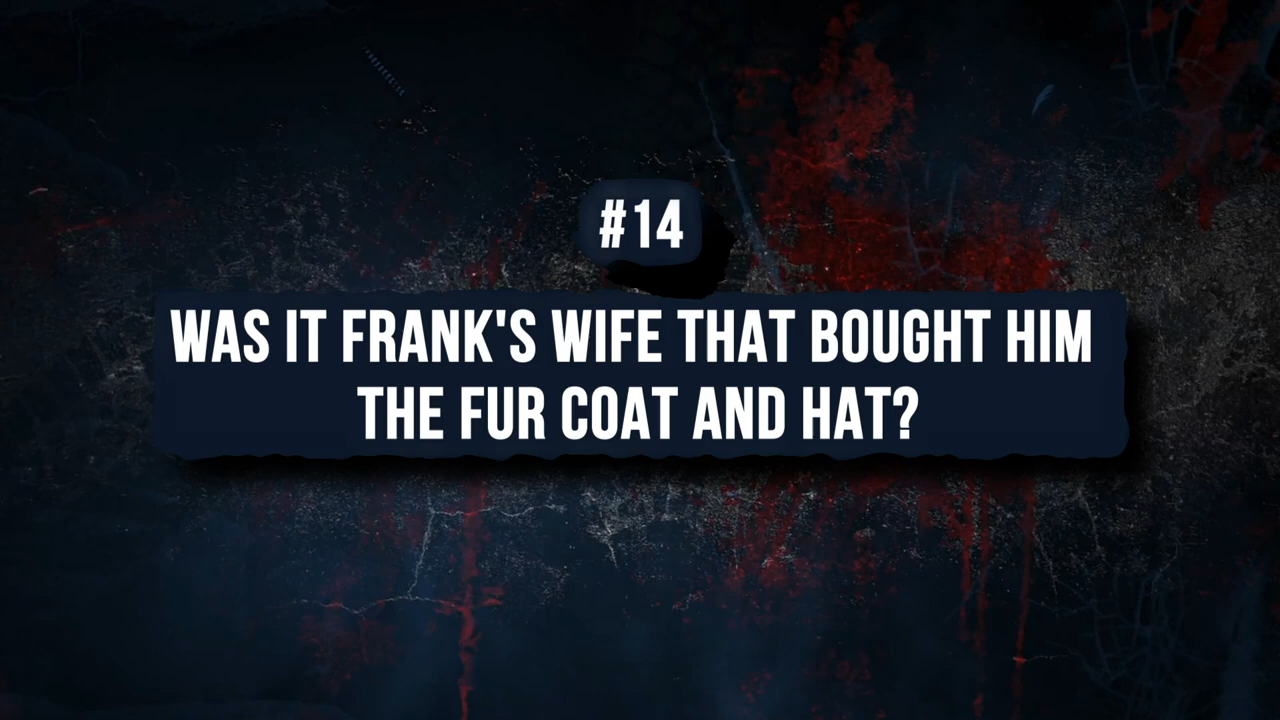 #14
WAS IT FRANK'S WIFE THAT BOUGHT HIM
THE FUR COAT AND HAT?